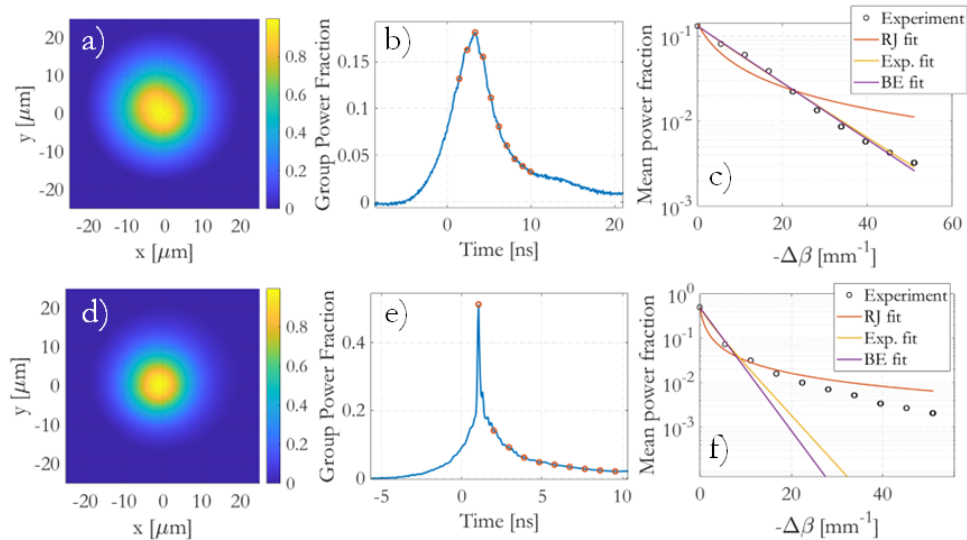 a)
y [μm]
20
10
0
-10
-20
-20 -10 0 10 20
x [μm]
0.8
0.6
0.4
0.2
0
b)
Group Power Fraction
0.15
0.1
0.05
0
0 10 20
Time [ns]
Mean power fraction
10-1
10-2
10-3
Experiment
RJ fit
Exp. fit
BE fit
c)
0 20 40 60
-Δβ [mm-1]
d)
y [μm]
20
10
0
-10
-20
-20 -10 0 10 20
x [μm]
0.8
0.6
0.4
0.2
0
e)
Group Power Fraction
0.4
0.2
0
-5 0 5 10
Time [ns]
Mean power fraction
100
10-1
10-2
10-3
Experiment
RJ fit
Exp. fit
BE fit
f)
0 20 40
-Δβ [mm-1]